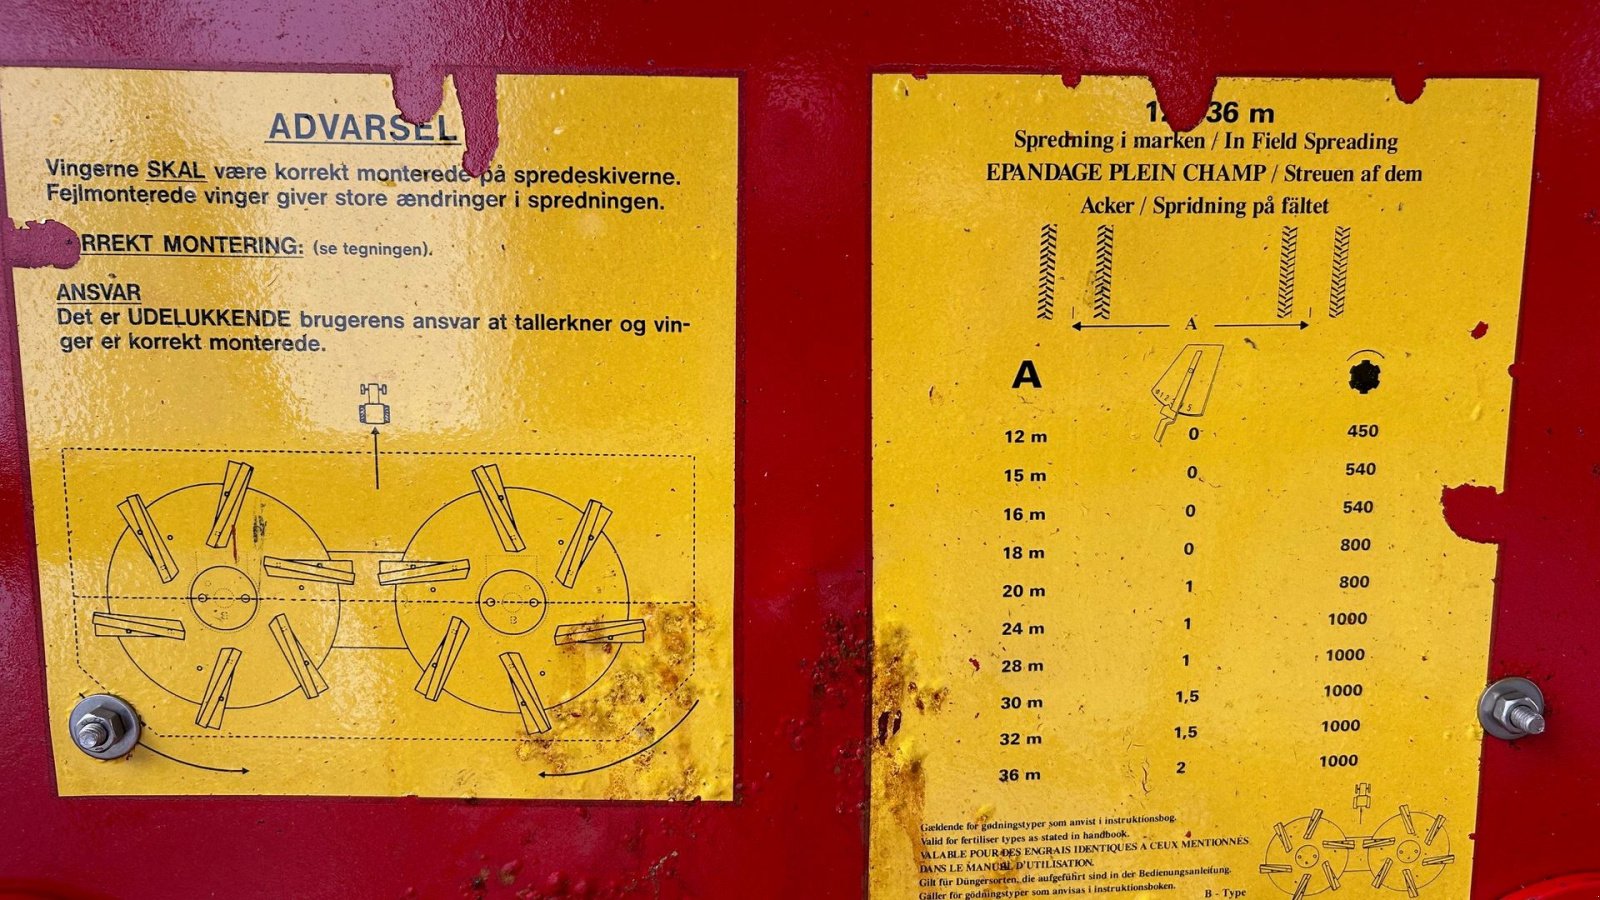 ADVARSEL
Vingerne SKAL være korrekt monterede på spredeskiverne.
Fejlmonterede vinger giver store ændringer i spredningen.
RREKT MONTERING: (se tegningen).
ANSVAR
Det er UDELUKKENDE brugerens ansvar at tallerkner og vin-
ger er korrekt monterede.
B
36 m
Spredning i marken / In Field Spreading
EPANDAGE PLEIN CHAMP / Streuen af dem
Acker / Spridning på fältet
A
A
12 m 0 450
15 m 0 540
16 m 0 540
18 m 0 800
20 m 1 800
24 m 1 1000
28 m 1 1000
30 m 1,5 1000
32 m 1,5 1000
36 m 2 1000
Gældende for gødningstyper som anvist i instruktionsbog.
Valid for fertiliser types as stated in handbook.
VALABLE POUR DES ENGRAIS IDENTIQUES A CEUX MENTIONNES
DANS LE MANUEL D'UTILISATION.
Gilt für Düngersorten, die aufgeführt sind in der Bedienungsanleitung.
Gäller för gödningstyper som anvisas i instruktionsboken.
B - Type